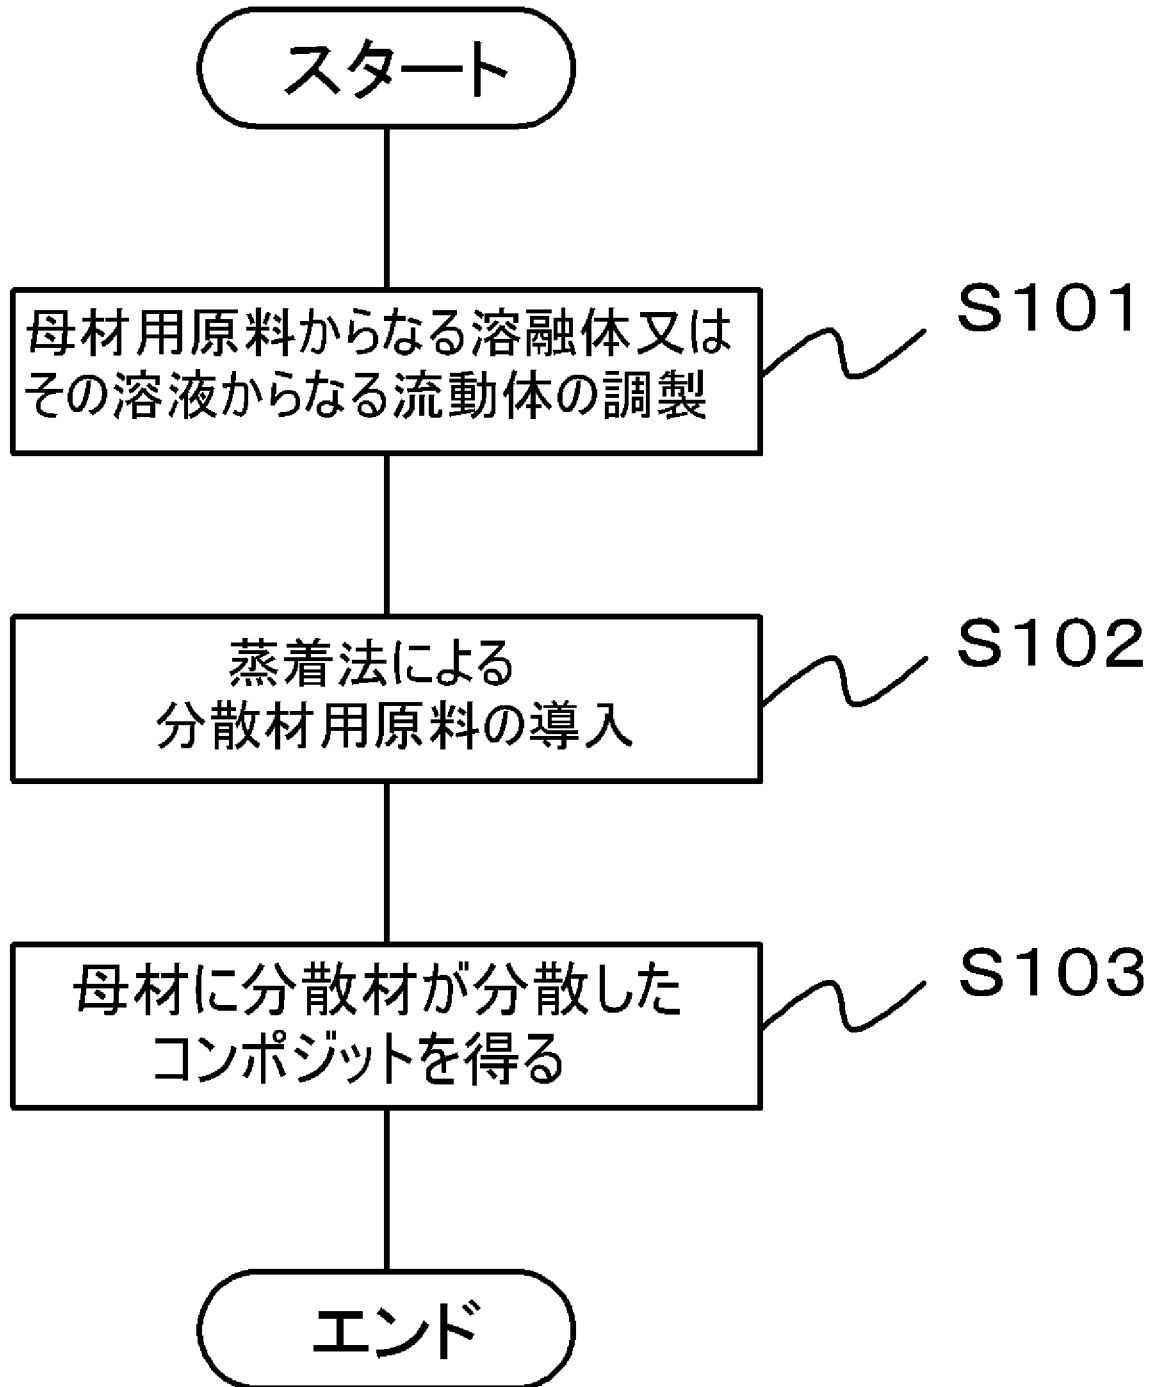 スタート
母材用原料からなる溶融体又は
その溶液からなる流動体の調製
S101
蒸着法による
分散材用原料の導入
S102
母材に分散材が分散した
コンポジットを得る
S103
エンド